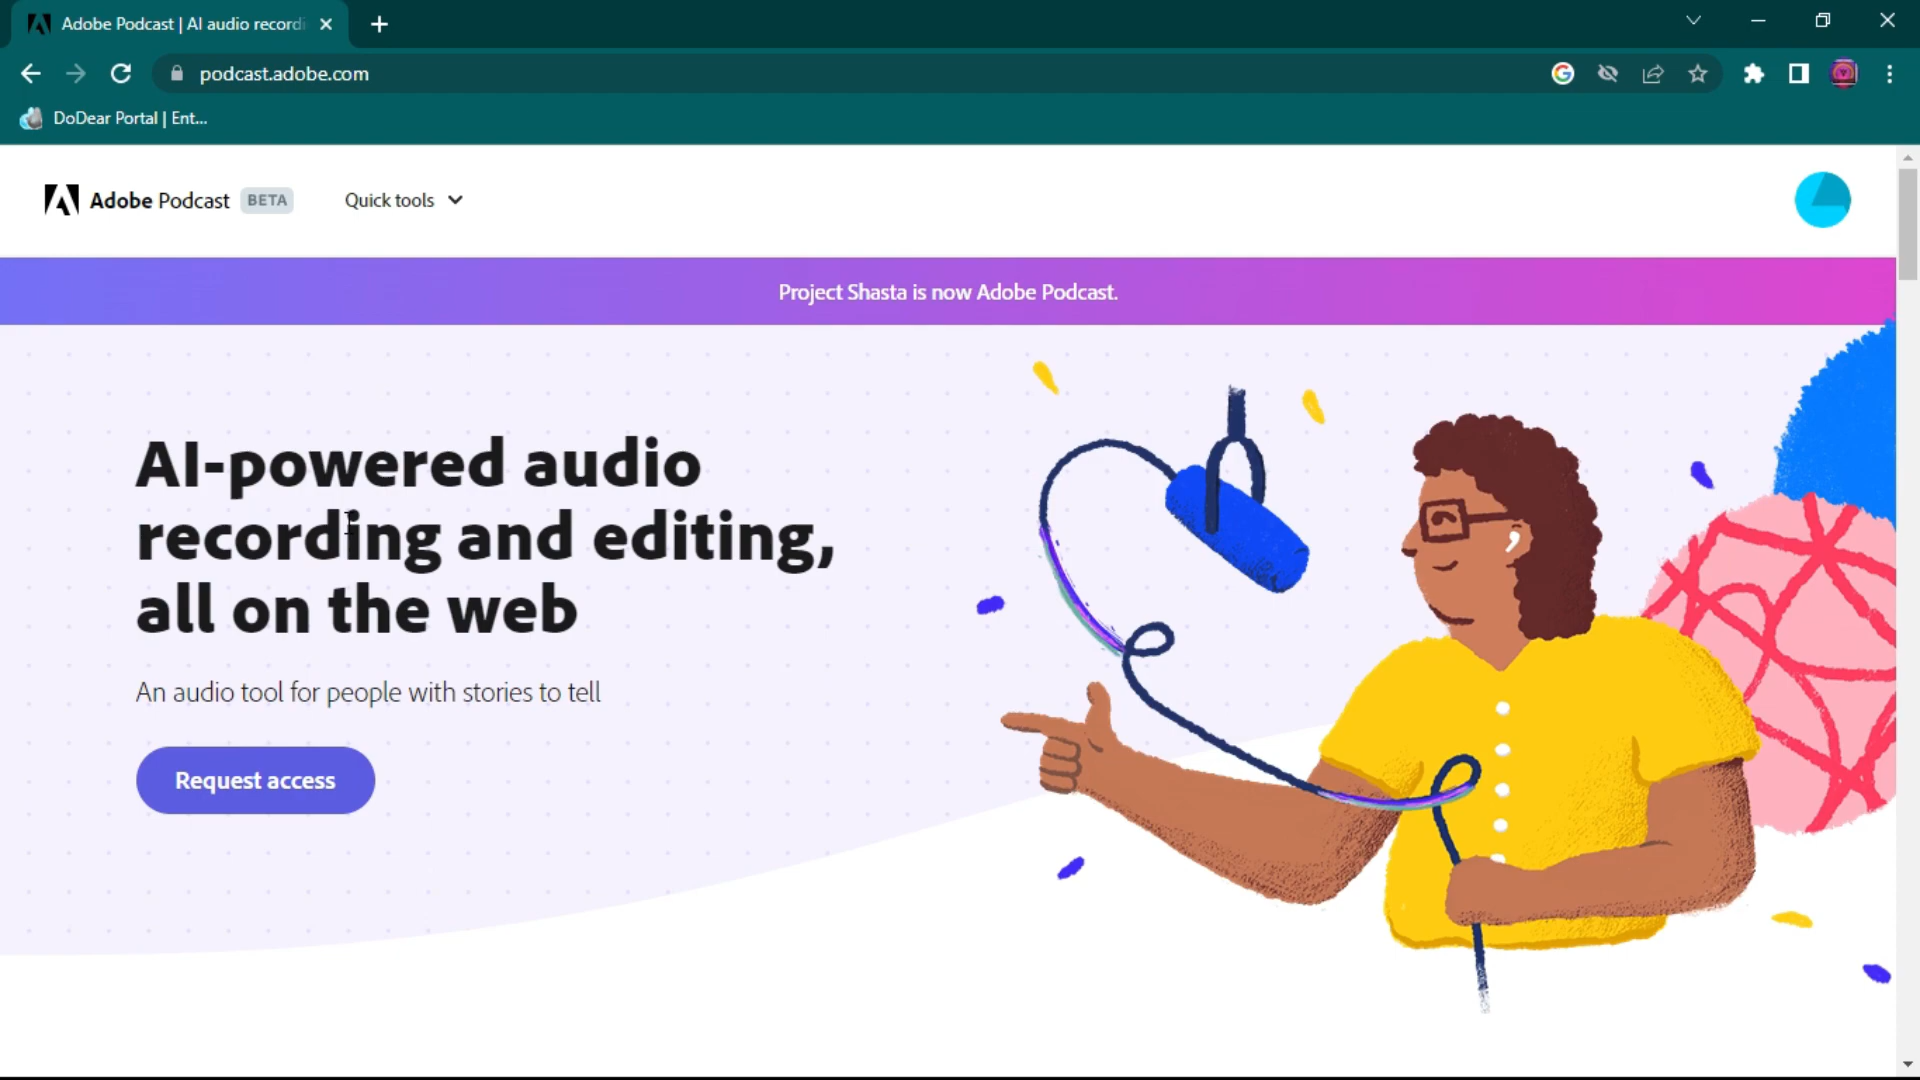 Adobe Podcast | AI audio recordi
podcast.adobe.com
DoDear Portal | Ent...
Adobe Podcast BETA Quick tools
Project Shasta is now Adobe Podcast.
AI-powered audio
recording and editing,
all on the web
An audio tool for people with stories to tell
Request access